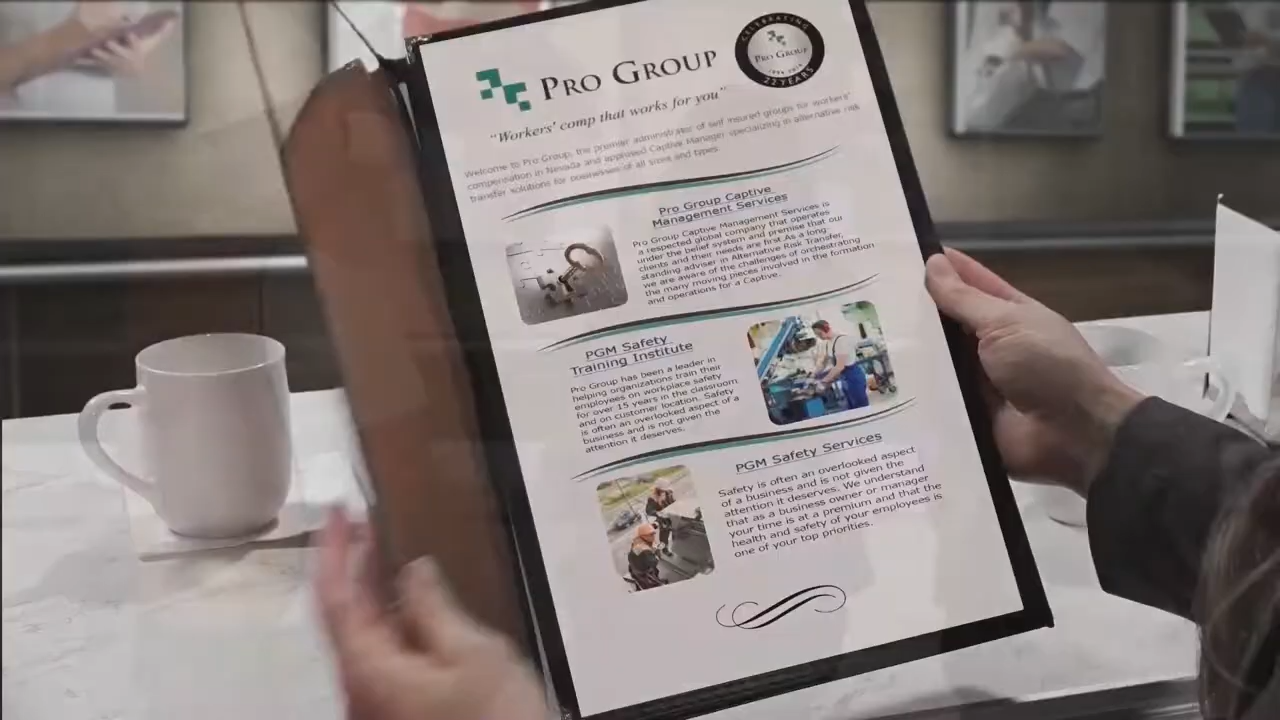 PRO GROUP
CELEBRATING
PRO GROUP
22 YEARS
"Workers' comp that works for you"
Welcome to Pro Group, the premier administrator of self insured groups for workers'
compensation in Nevada and approved Captive Manager specializing in alternative risk
transfer solutions for businesses of all sizes and types.
Pro Group Captive
Management Services
Pro Group Captive Management Services is
a respected global company that operates
under the belief system and premise that our
clients and their needs are first As a long-
standing adviser in Alternative Risk Transfer,
we are aware of the challenges of orchestrating
the many moving pieces involved in the formation
and operations for a Captive.
PGM Safety
Training Institute
Pro Group has been a leader in
helping organizations train their
employees on workplace safety
for over 15 years in the classroom
and on customer location. Safety
is often an overlooked aspect of a
business and is not given the
attention it deserves.
PGM Safety Services
Safety is often an overlooked aspect
of a business and is not given the
attention it deserves. We understand
that as a business owner or manager
your time is at a premium and that the
health and safety of your employees is
one of your top priorities.